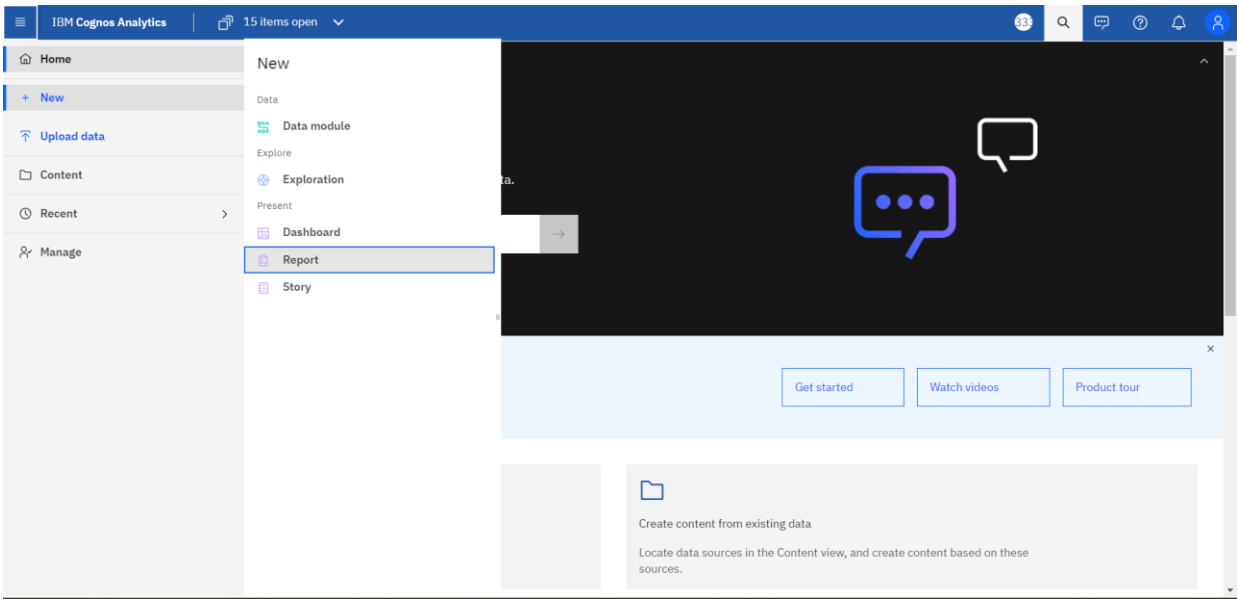 IBM Cognos Analytics
15 items open
333
Home
New
Upload data
Content
Recent
Manage
New
Data
Data module
Explore
Exploration
Present
Dashboard
Report
Story
ta.
Get started
Watch videos
Product tour
Create content from existing data
Locate data sources in the Content view, and create content based on these
sources.